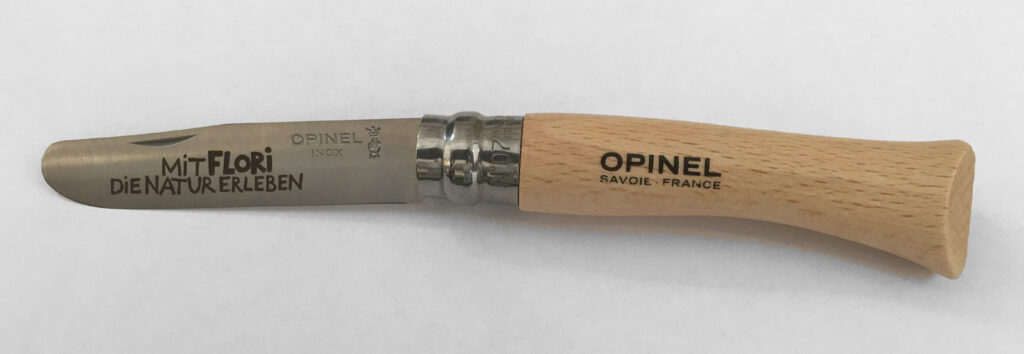 MiT FLORi
DiE NATUR ERLEBEN
OPINEL
INOX
OPINEL
SAVOIE · FRANCE